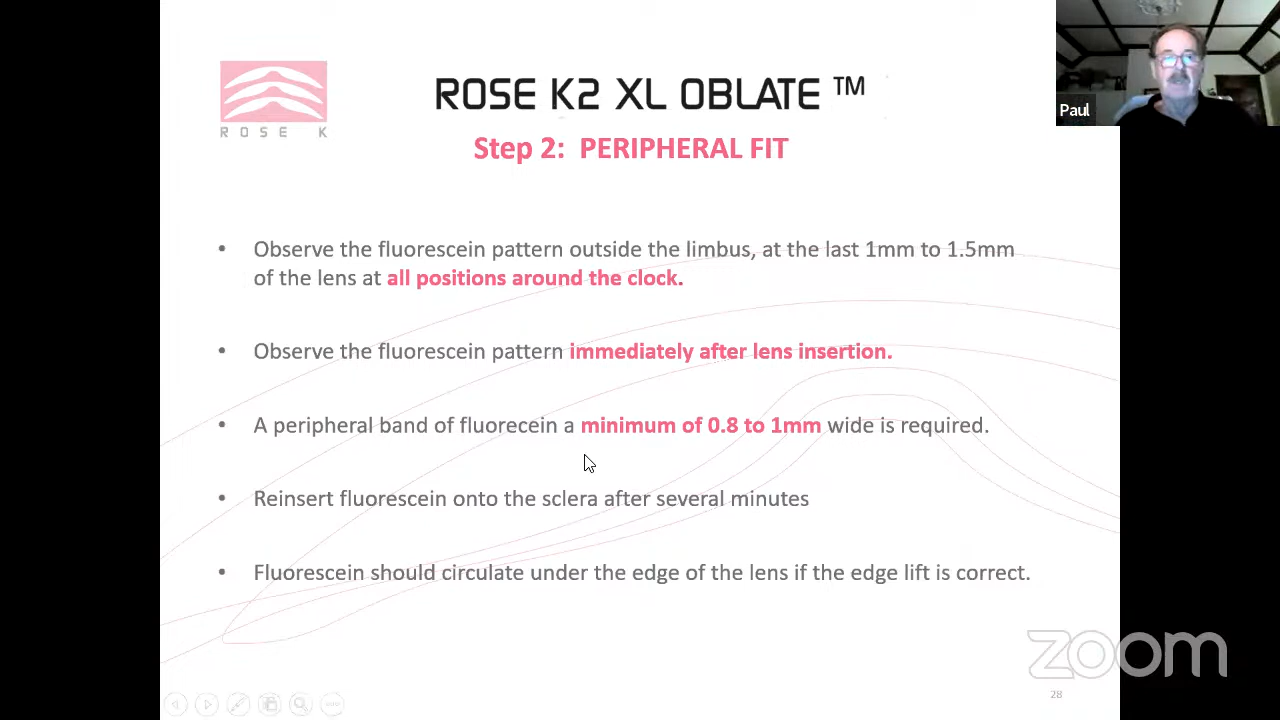 ROSE K
ROSE K2 XL OBLATE ™
Step 2: PERIPHERAL FIT
Paul
• Observe the fluorescein pattern outside the limbus, at the last 1mm to 1.5mm
of the lens at all positions around the clock.
• Observe the fluorescein pattern immediately after lens insertion.
• A peripheral band of fluorecein a minimum of 0.8 to 1mm wide is required.
• Reinsert fluorescein onto the sclera after several minutes
• Fluorescein should circulate under the edge of the lens if the edge lift is correct.
zoom
28